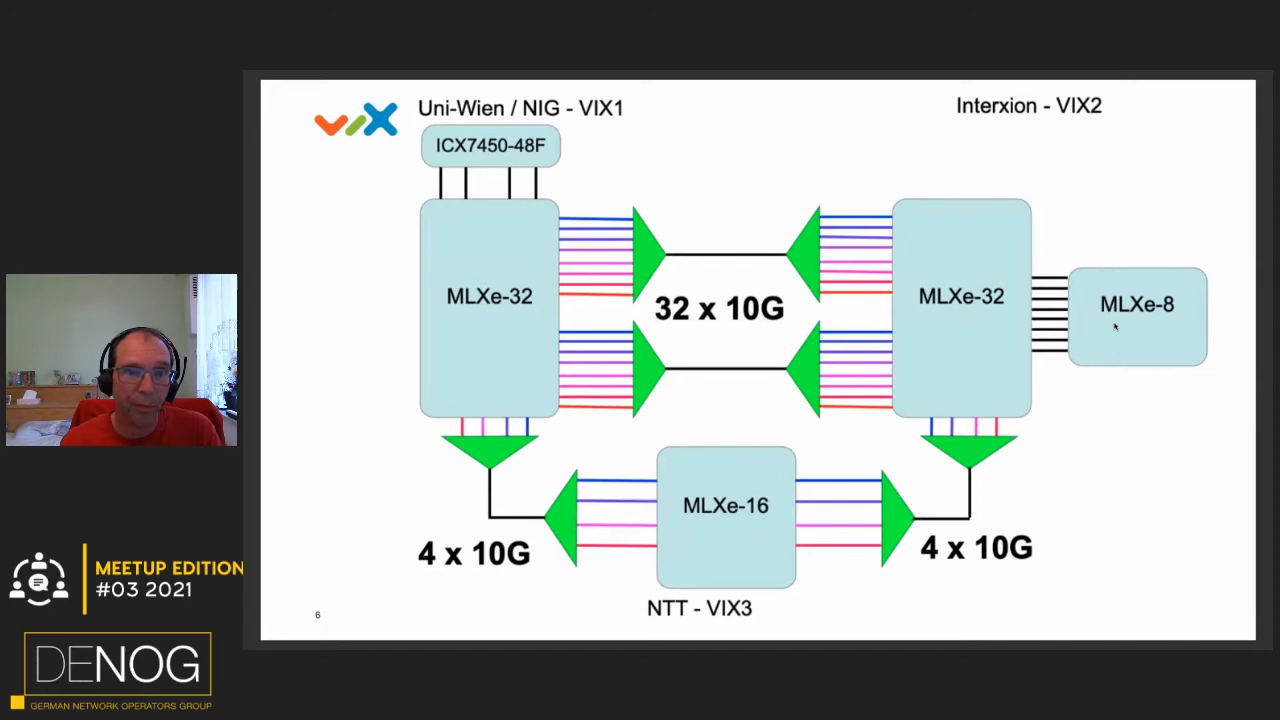 vix
Uni-Wien / NIG - VIX1
Interxion - VIX2
ICX7450-48F
MLXe-32
32 x 10G
MLXe-32
MLXe-8
MLXe-16
4 x 10G
4 x 10G
NTT - VIX3
6
MEETUP EDITION
#03 2021
DENOG
GERMAN NETWORK OPERATORS GROUP